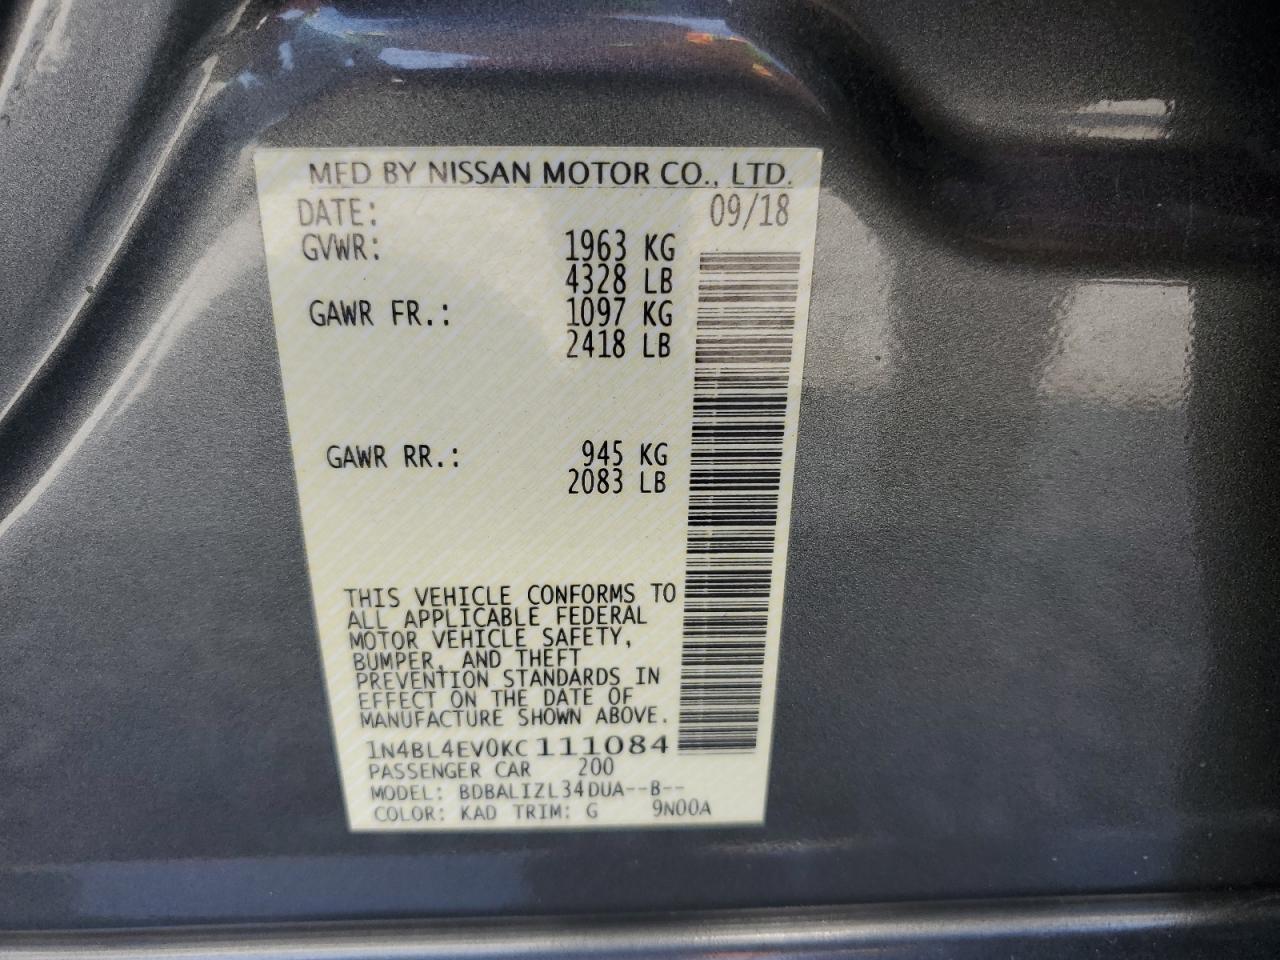 MFD BY NISSAN MOTOR CO., LTD.
DATE: 09/18
GVWR: 1963 KG
4328 LB
GAWR FR.: 1097 KG
2418 LB
GAWR RR.: 945 KG
2083 LB
THIS VEHICLE CONFORMS TO
ALL APPLICABLE FEDERAL
MOTOR VEHICLE SAFETY,
BUMPER, AND THEFT
PREVENTION STANDARDS IN
EFFECT ON THE DATE OF
MANUFACTURE SHOWN ABOVE.
1N4BL4EV0KC111084
PASSENGER CAR 200
MODEL: BDBALIZL34DUA--B--
COLOR: KAD TRIM: G 9N00A